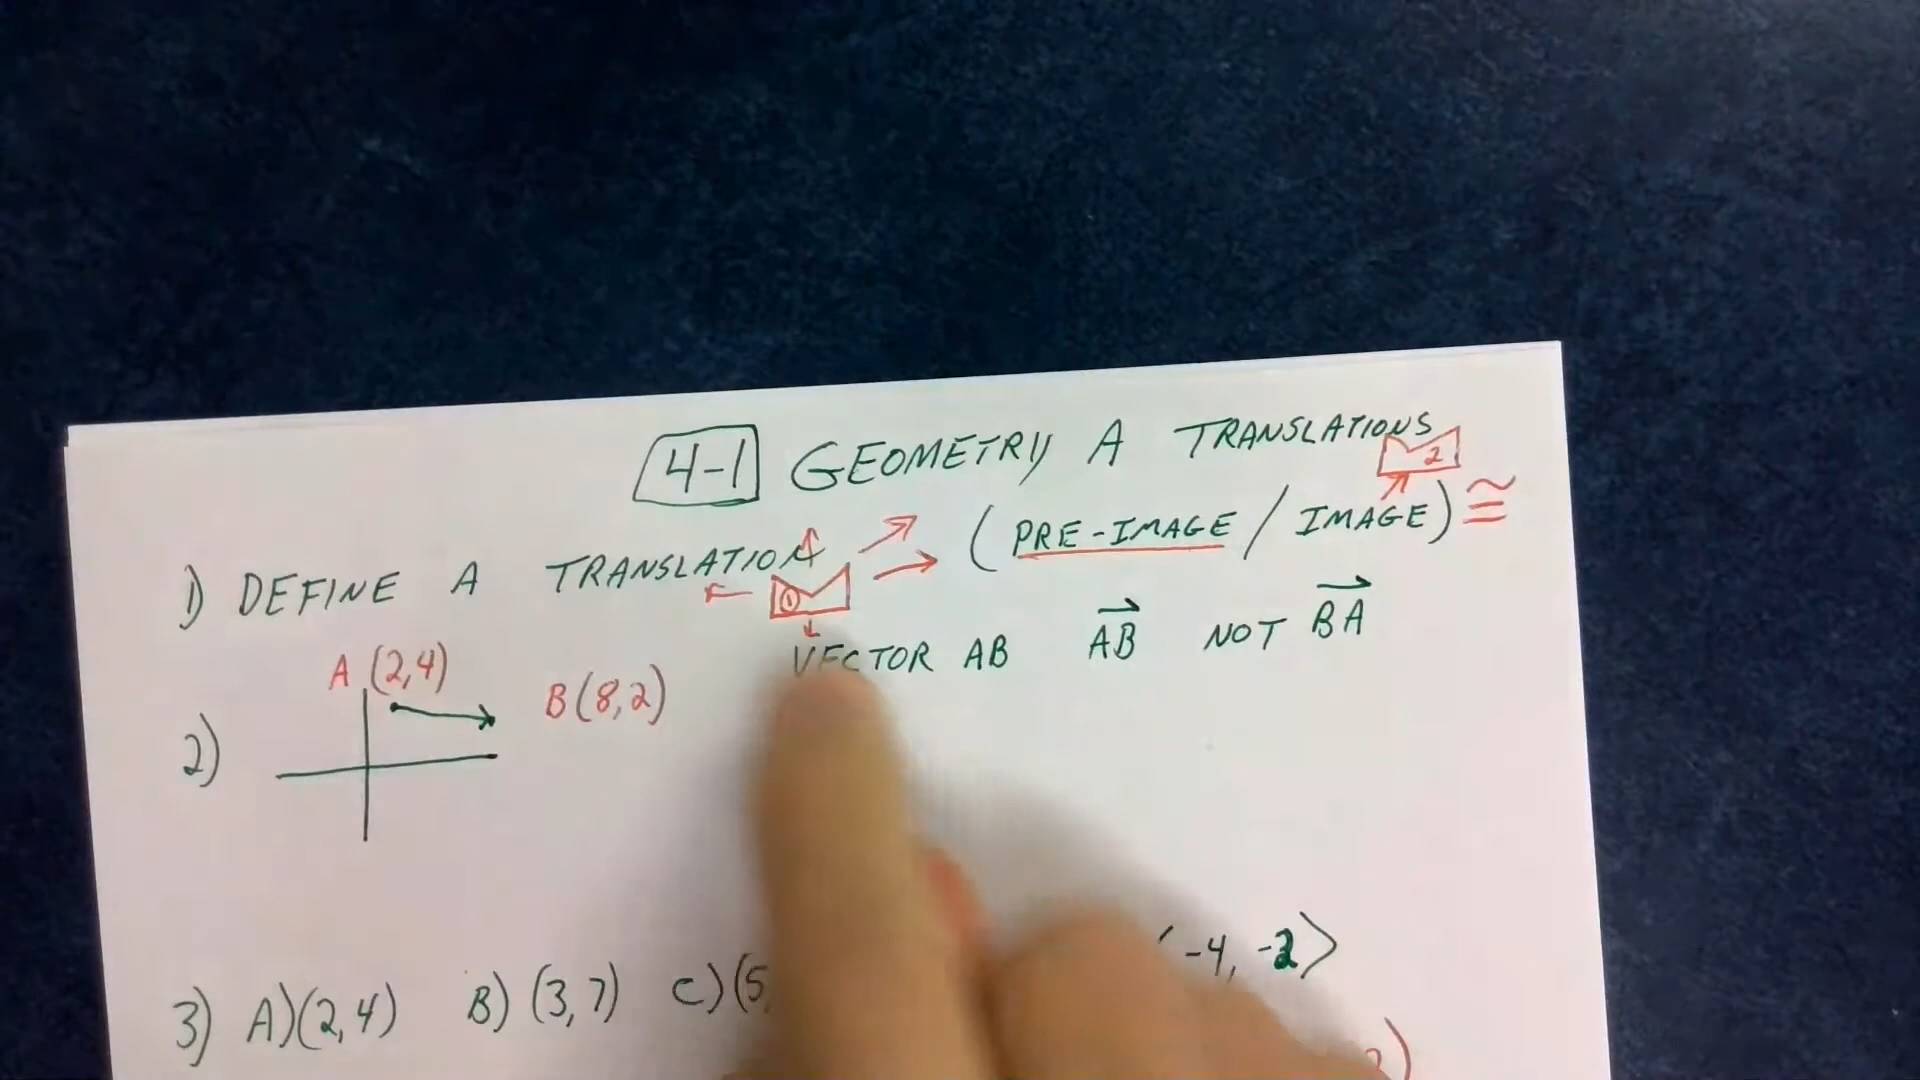 4-1 GEOMETRY A TRANSLATIONS
2
1) DEFINE A TRANSLATION (PRE-IMAGE / IMAGE) ≅
1
VECTOR AB AB NOT BA
A (2,4) B(8,2)
2)
-4, -2>
3) A)(2,4) B) (3,7) C)(5,